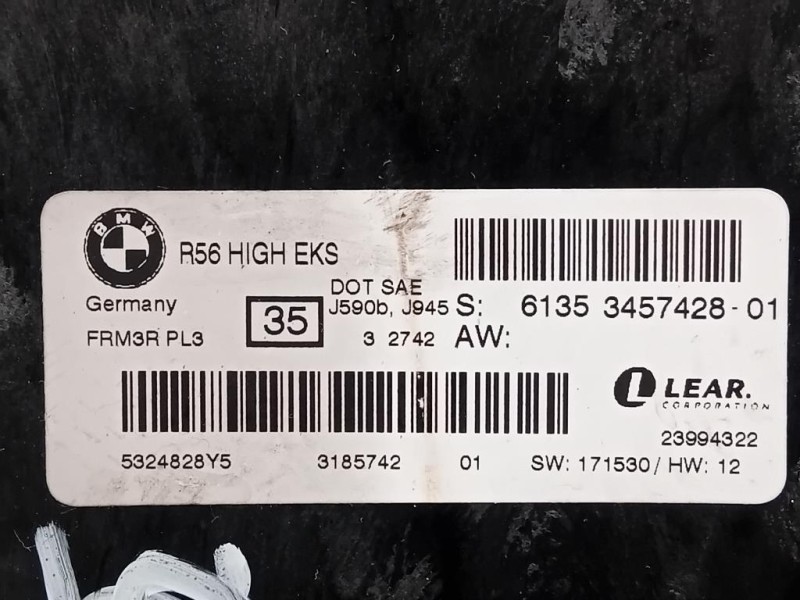 BMW
R56 HIGH EKS
Germany
FRM3R PL3
35
DOT SAE
J590b, J945
3 2742
S: 6135 3457428-01
AW:
LEAR.
CORPORATION
23994322
5324828Y5 3185742 01 SW: 171530/ HW: 12